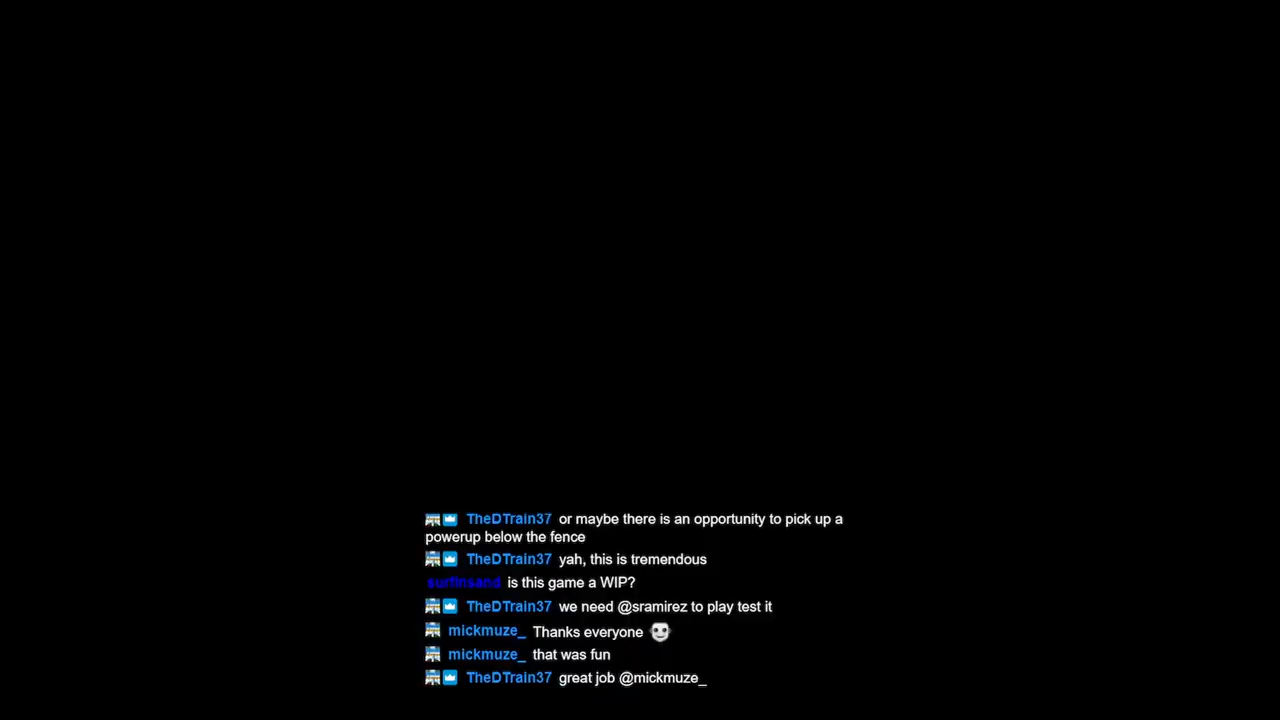 TheDTrain37 or maybe there is an opportunity to pick up a
powerup below the fence
TheDTrain37 yah, this is tremendous
surfinsand is this game a WIP?
TheDTrain37 we need @sramirez to play test it
mickmuze_ Thanks everyone
mickmuze_ that was fun
TheDTrain37 great job @mickmuze_